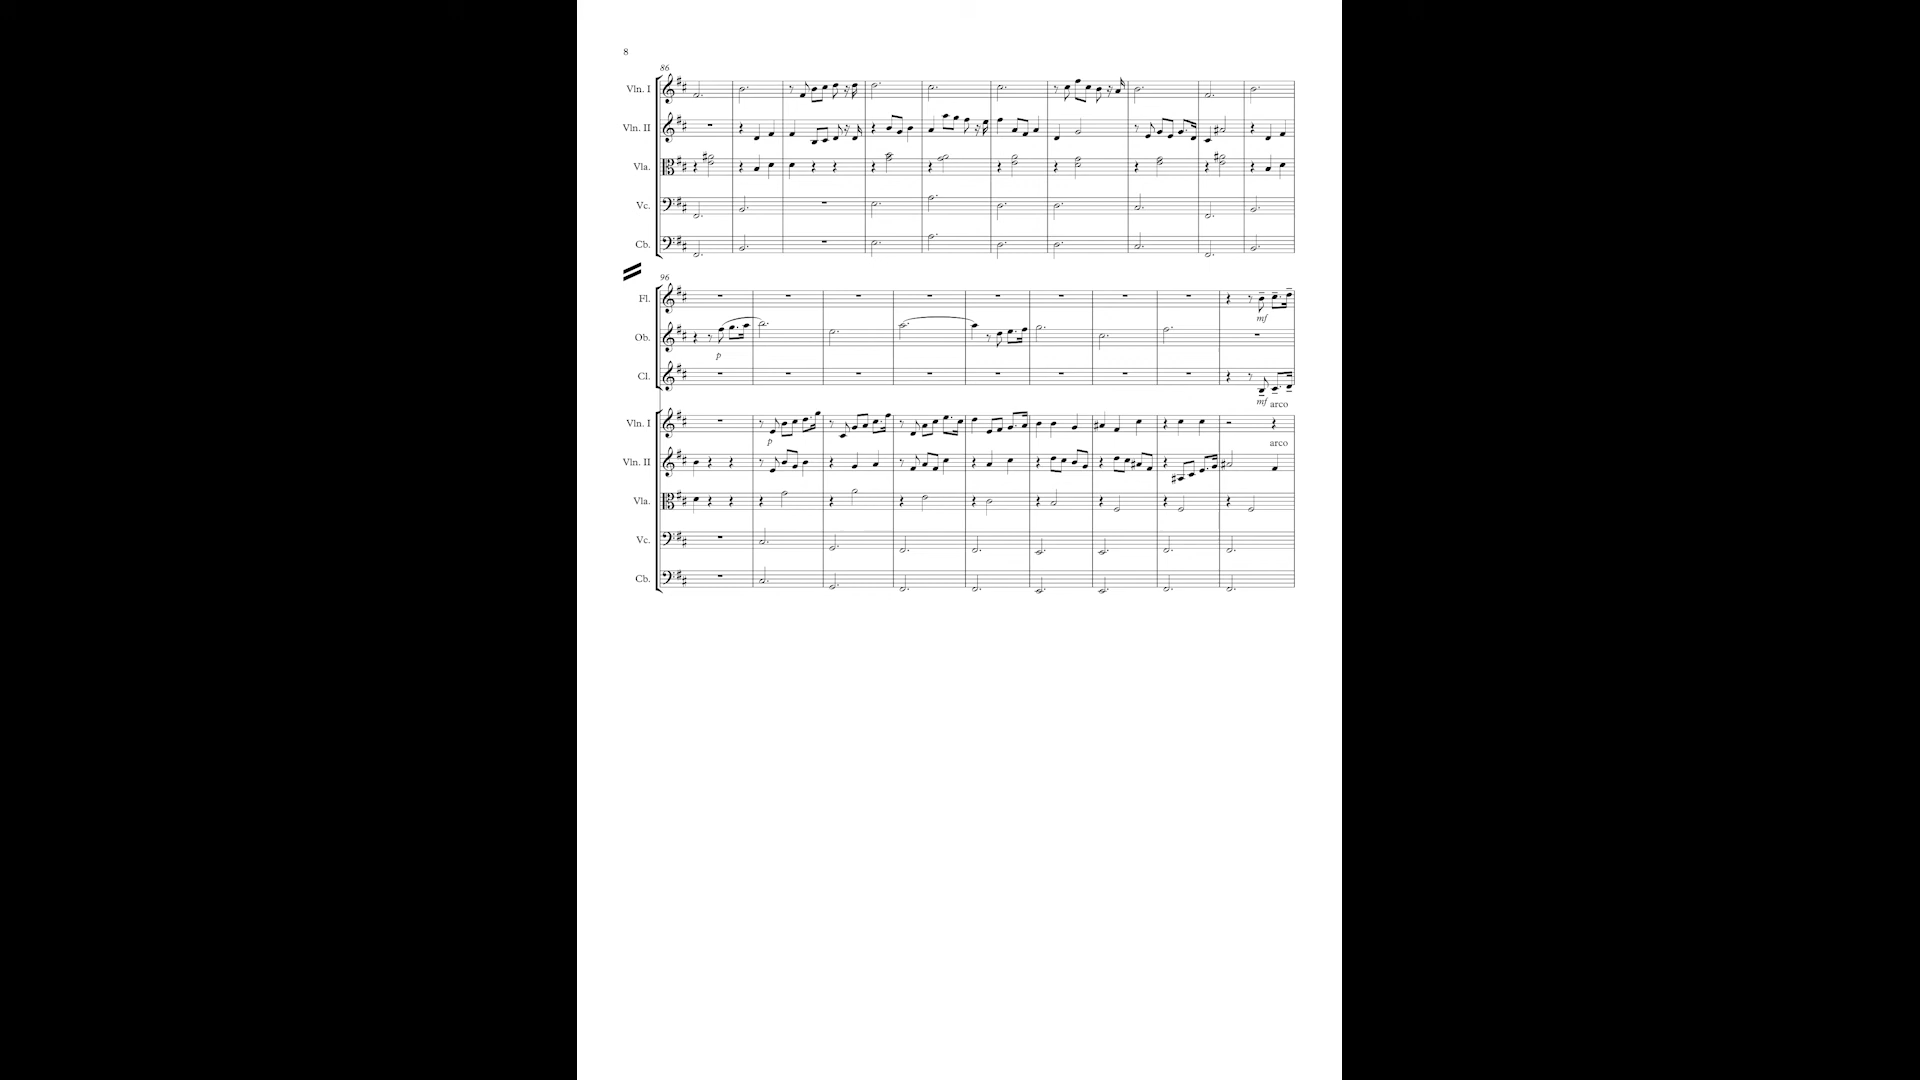 8
86
Vln. I
Vln. II
Vla.
Vc.
Cb.
96
Fl.
mf
Ob.
p
Cl.
mf arco
Vln. I
p arco
Vln. II
Vla.
Vc.
Cb.